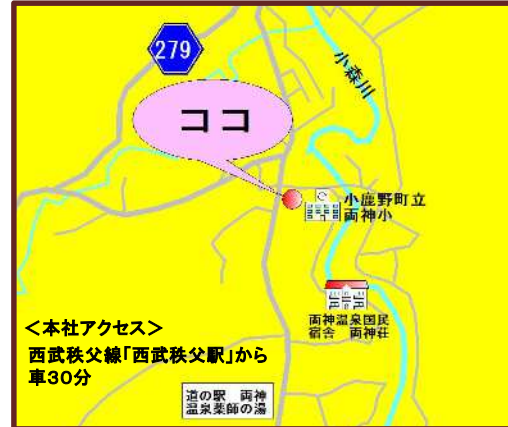 279
小森川
ココ
小鹿野町立
両神小
両神温泉国民
宿舎 両神荘
＜本社アクセス＞
西武秩父線「西武秩父駅」から
車30分
道の駅 両神
温泉薬師の湯